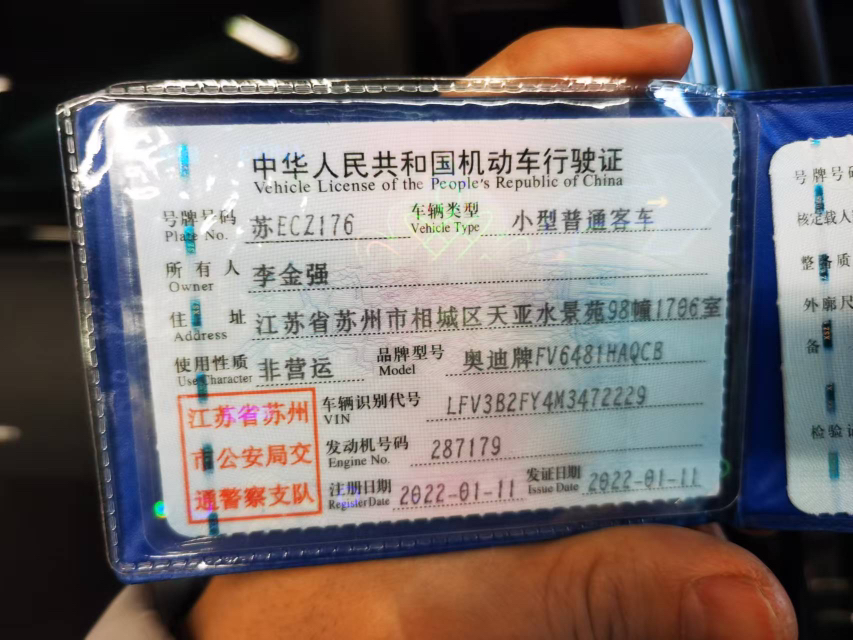 中华人民共和国机动车行驶证
Vehicle License of the People's Republic of China
号牌号码 苏ECZ176 车辆类型 小型普通客车
Plate No. Vehicle Type
所有人 李金强
Owner
住址 江苏省苏州市相城区天亚水景苑98幢1706室
Address
使用性质 非营运 品牌型号 奥迪牌FV6481HAQCB
Use Character Model
江苏省苏州
市公安局交
通警察支队
车辆识别代号 LFV3B2FY4M3472229
VIN
发动机号码 287179
Engine No.
注册日期 2022-01-11 发证日期 2022-01-11
Register Date Issue Date
号牌号码
核定载人
整备质
外廓尺
备
检验